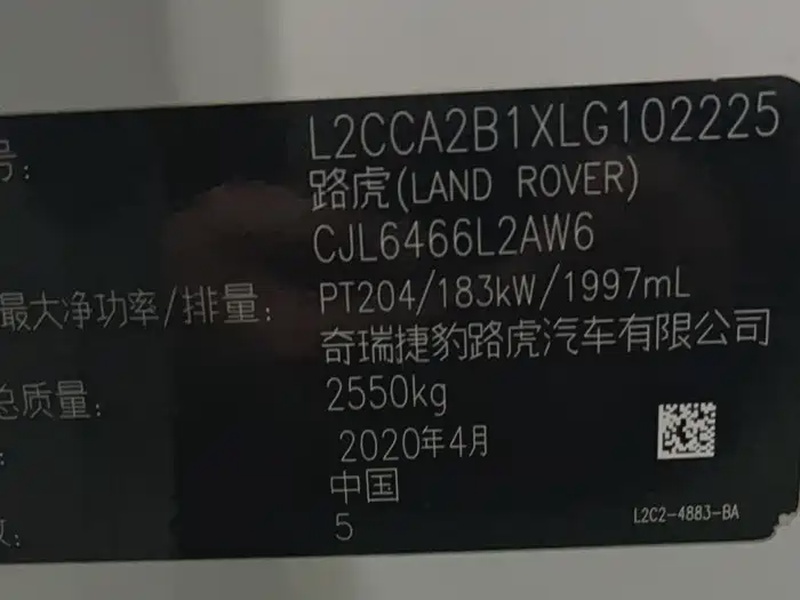 号: L2CCA2B1XLG102225
路虎(LAND ROVER)
CJL6466L2AW6
最大净功率/排量: PT204/183kW/1997mL
奇瑞捷豹路虎汽车有限公司
总质量: 2550kg
: 2020年4月
中国
数: 5
L2C2-4883-BA